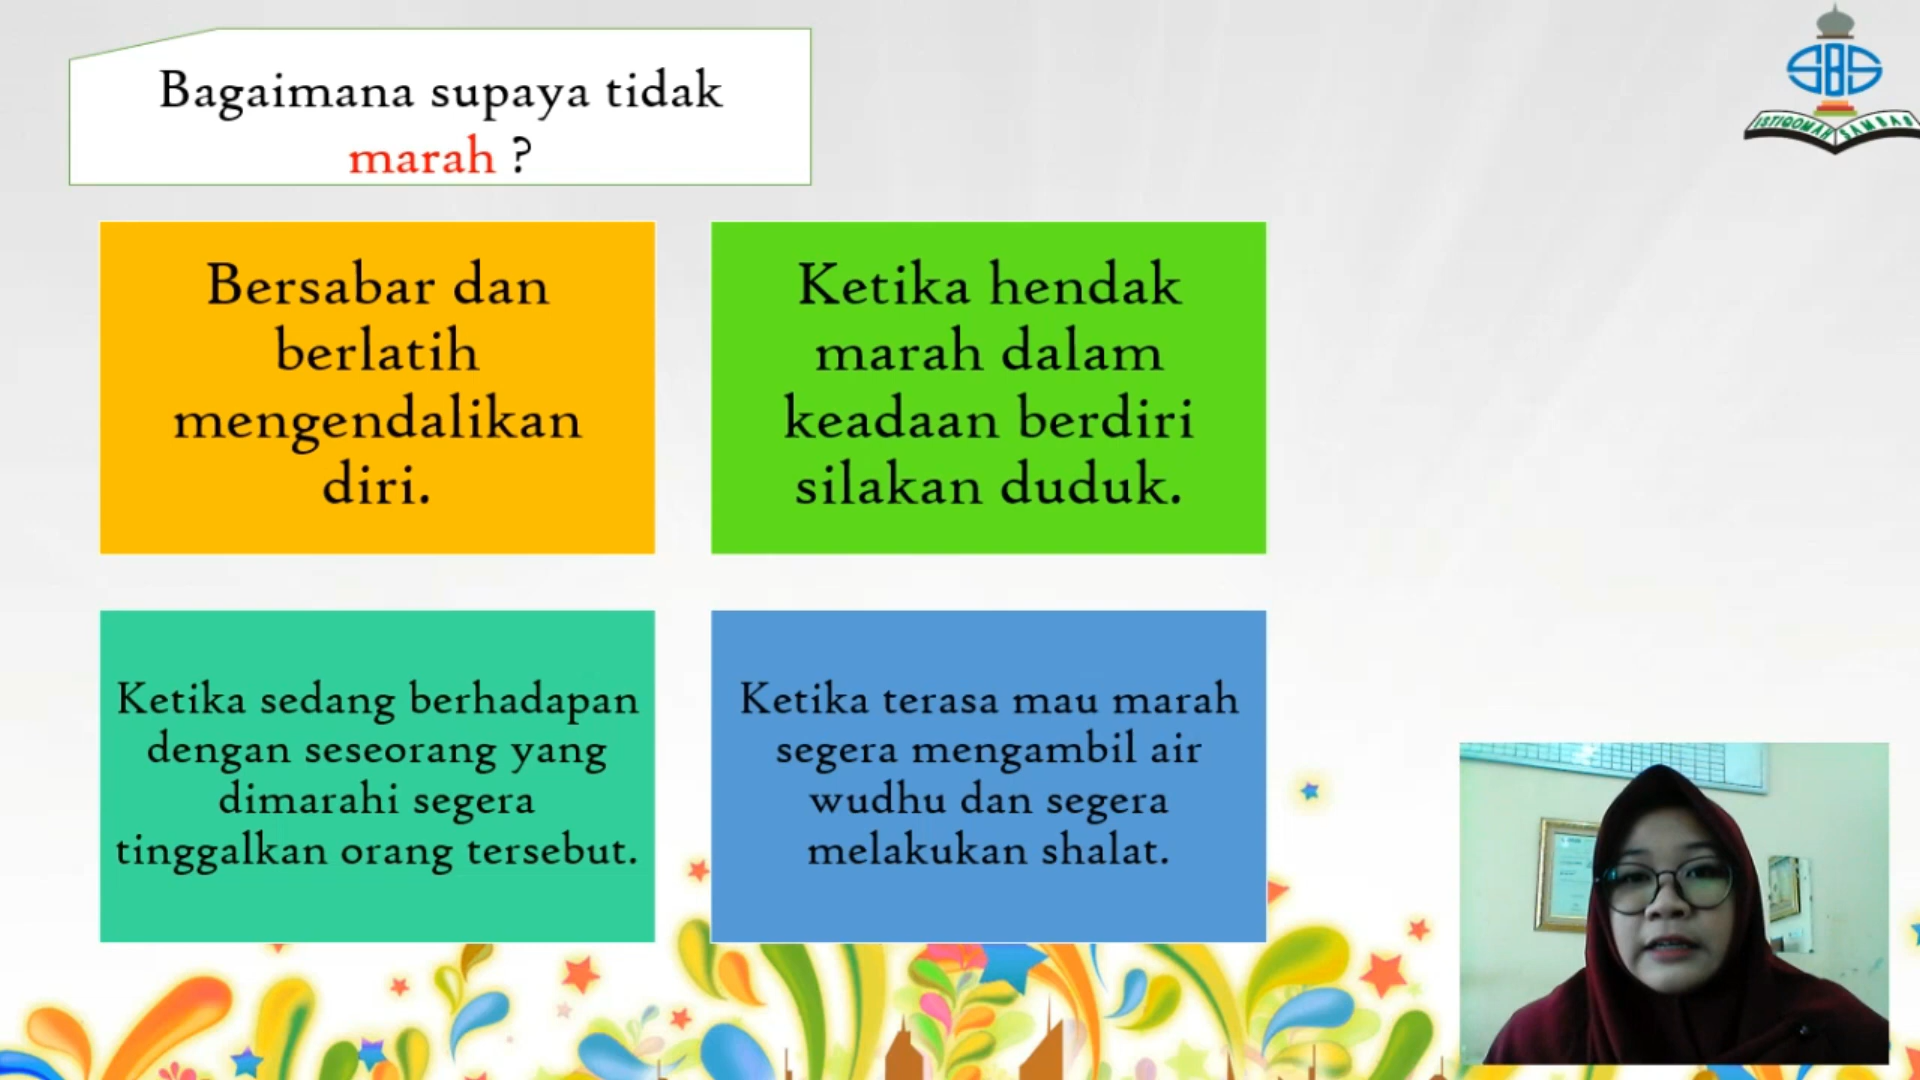 Bagaimana supaya tidak
marah ?
SBS
ISTIQOMAH SAMBAS
Bersabar dan
berlatih
mengendalikan
diri.
Ketika hendak
marah dalam
keadaan berdiri
silakan duduk.
Ketika sedang berhadapan
dengan seseorang yang
dimarahi segera
tinggalkan orang tersebut.
Ketika terasa mau marah
segera mengambil air
wudhu dan segera
melakukan shalat.